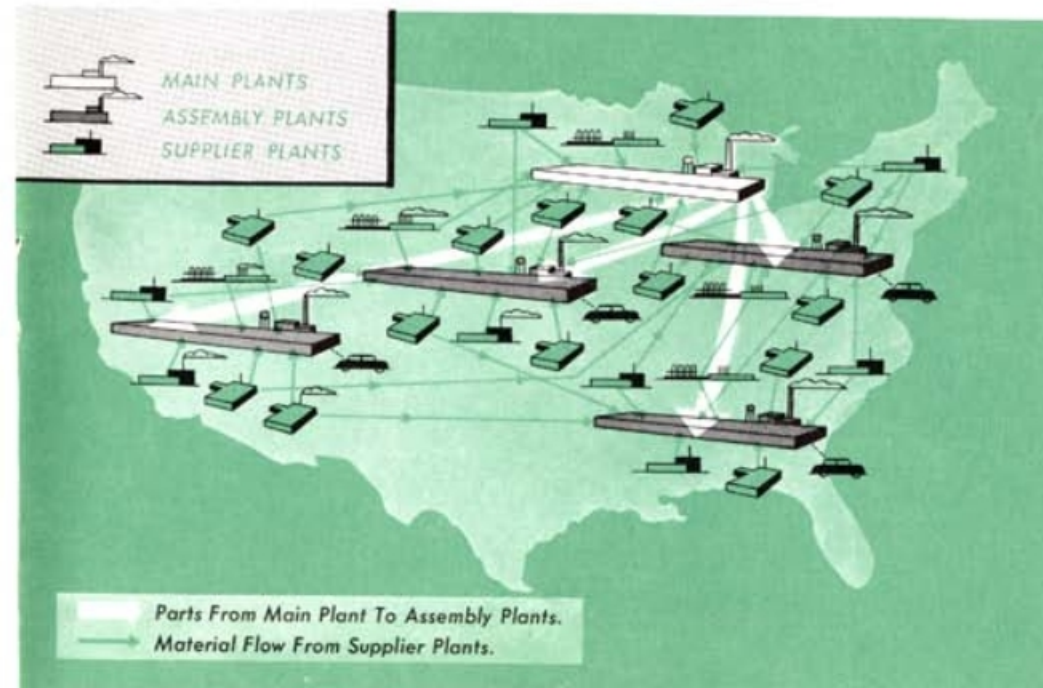 MAIN PLANTS
ASSEMBLY PLANTS
SUPPLIER PLANTS
Parts From Main Plant To Assembly Plants.
Material Flow From Supplier Plants.